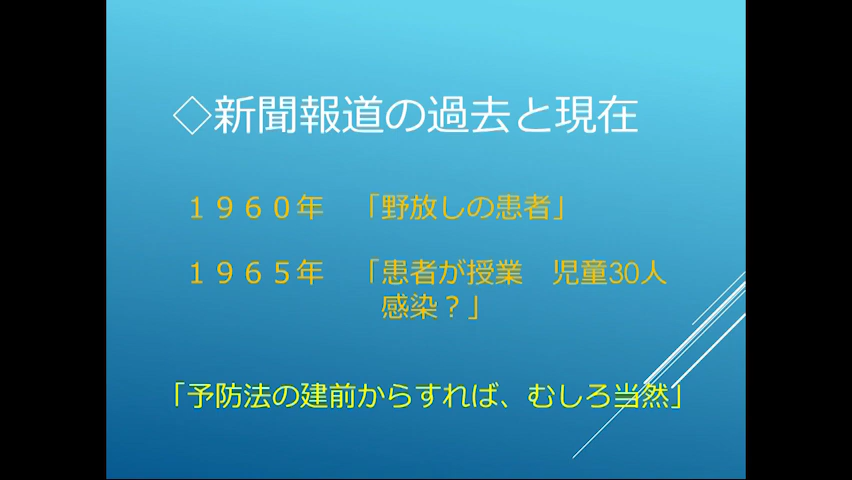 ◇新聞報道の過去と現在
１９６０年　「野放しの患者」
１９６５年　「患者が授業　児童30人
感染？」
「予防法の建前からすれば、むしろ当然」